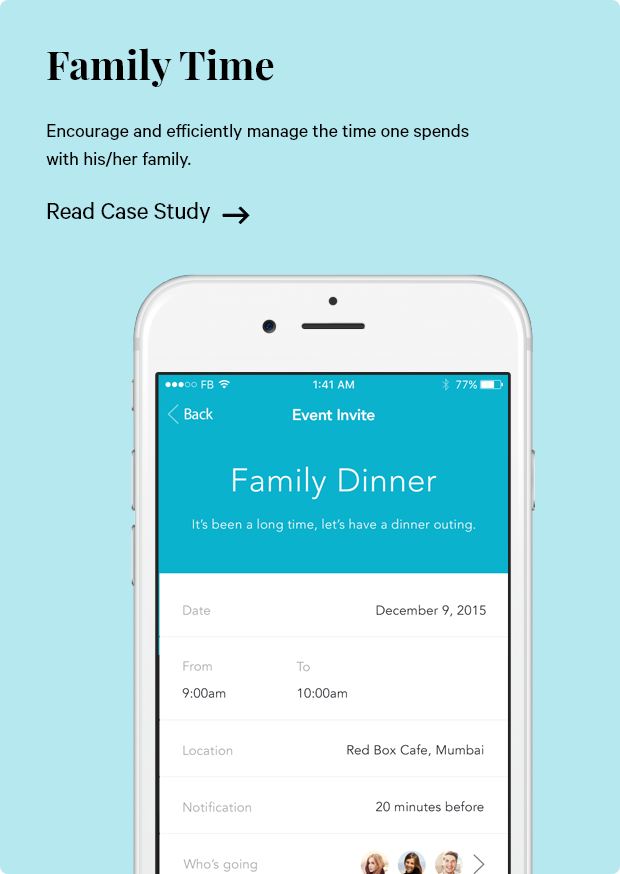 Family Time
Encourage and efficiently manage the time one spends
with his/her family.
Read Case Study
FB 1:41 AM 77%
Back Event Invite
Family Dinner
It's been a long time, let's have a dinner outing.
Date December 9, 2015
From To
9:00am 10:00am
Location Red Box Cafe, Mumbai
Notification 20 minutes before
Who's going